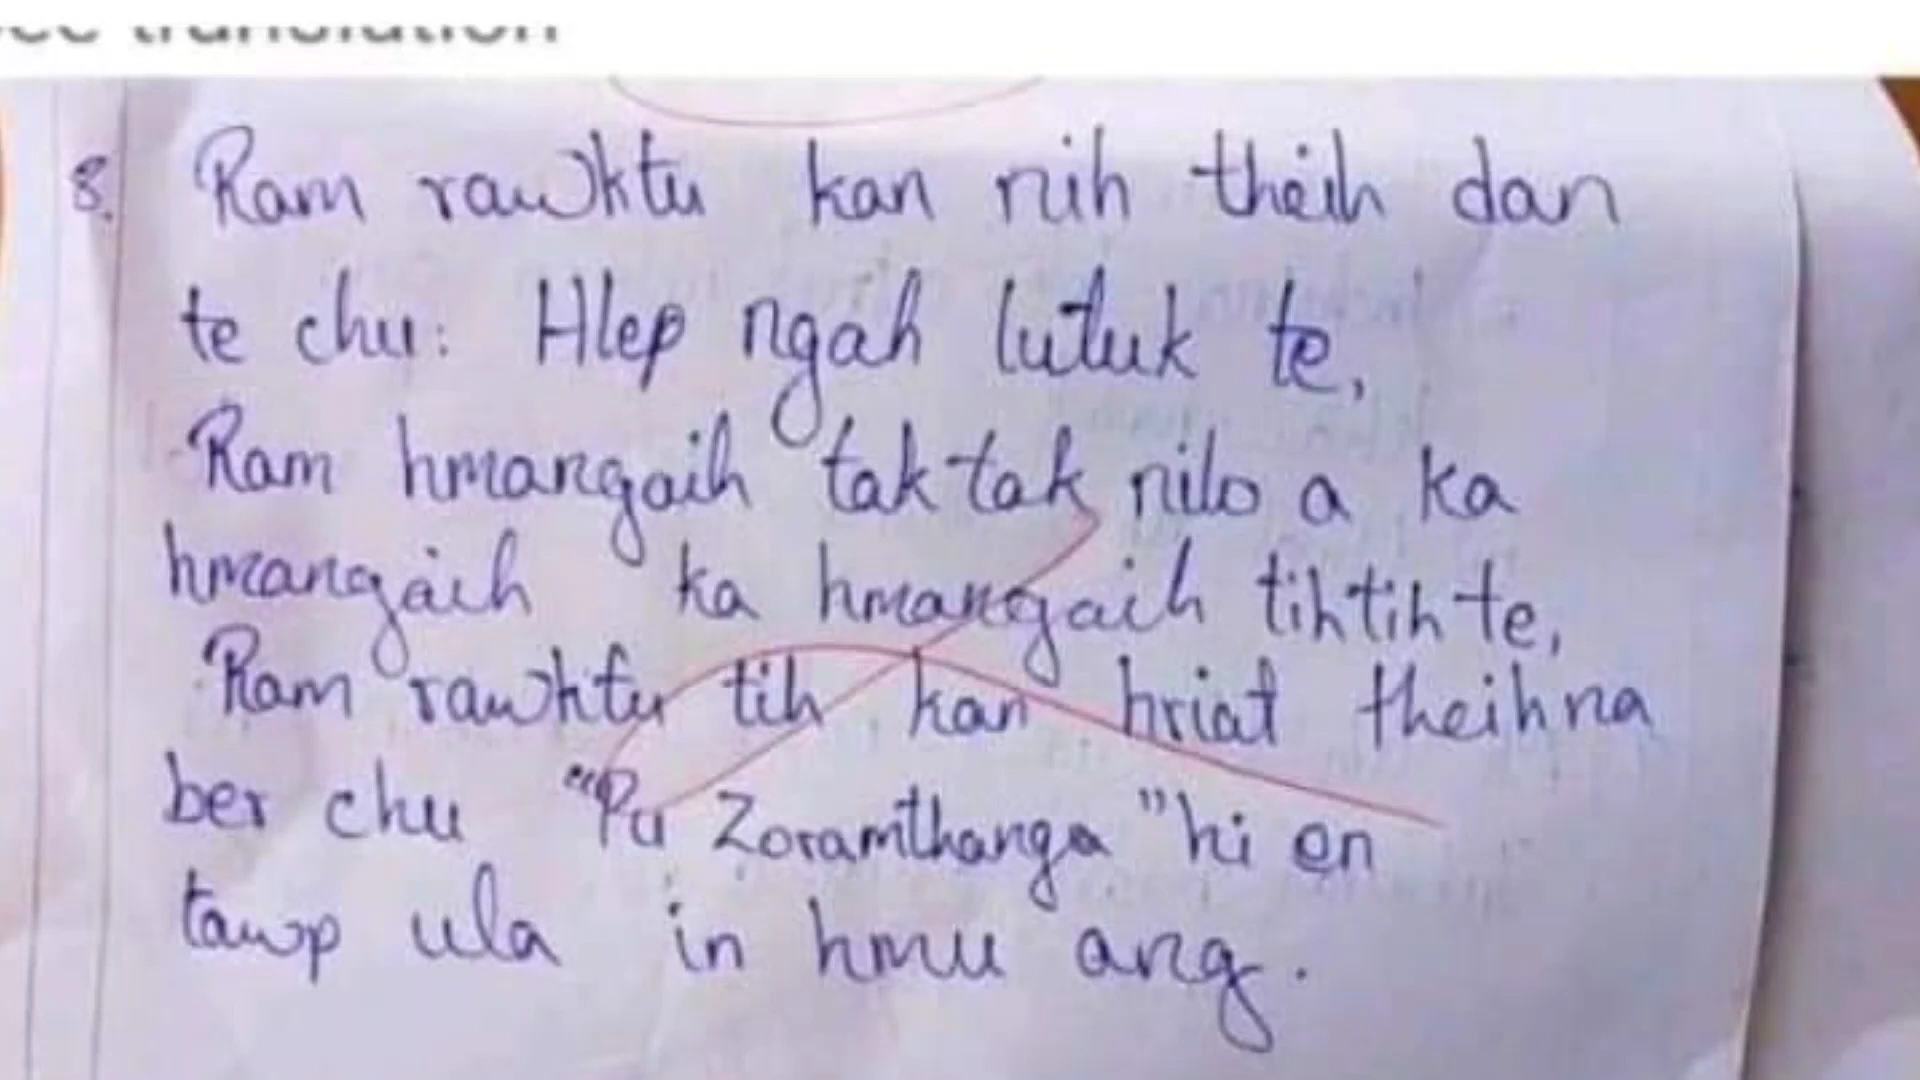 see translation
8. Ram rawktu kan nih theih dan
te chu: Hlep ngah lutuk te,
Ram hmangaih tak tak nilo a ka
hmangaih ka hmangaih tihtih te,
Ram rawktu tih kan hriat theihna
ber chu "Pu Zoramthanga" hi en
tawp ula in hmu ang.